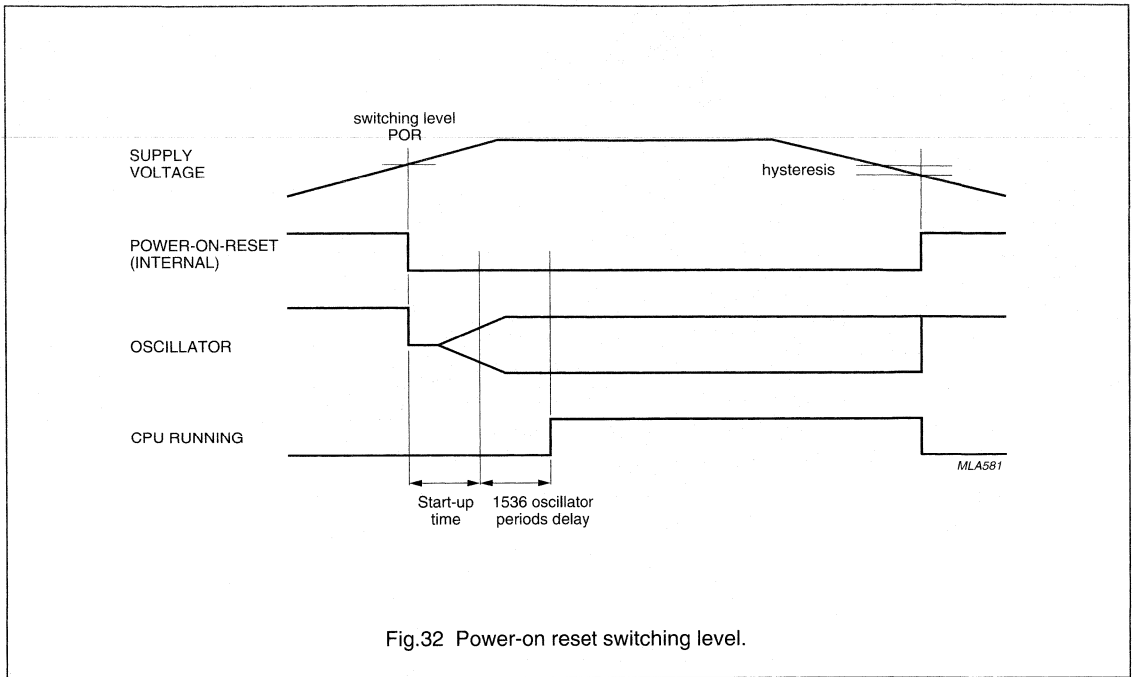 switching level
POR
SUPPLY
VOLTAGE
hysteresis
POWER-ON-RESET
(INTERNAL)
OSCILLATOR
CPU RUNNING
MLA581
Start-up
time
1536 oscillator
periods delay
Fig.32 Power-on reset switching level.